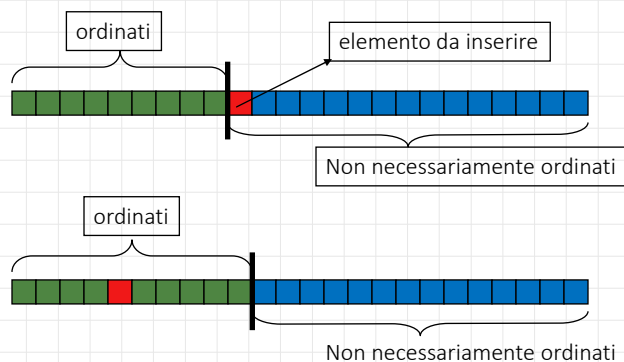 ordinati
elemento da inserire
Non necessariamente ordinati
ordinati
Non necessariamente ordinati